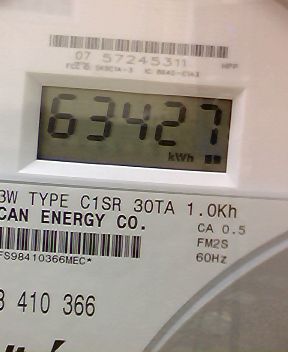 07 57245311
HPP
63427
kWh
3W TYPE C1SR 30TA 1.0Kh
CAN ENERGY CO.
CA 0.5
FM2S
60Hz
FS98410366MEC*
410 366